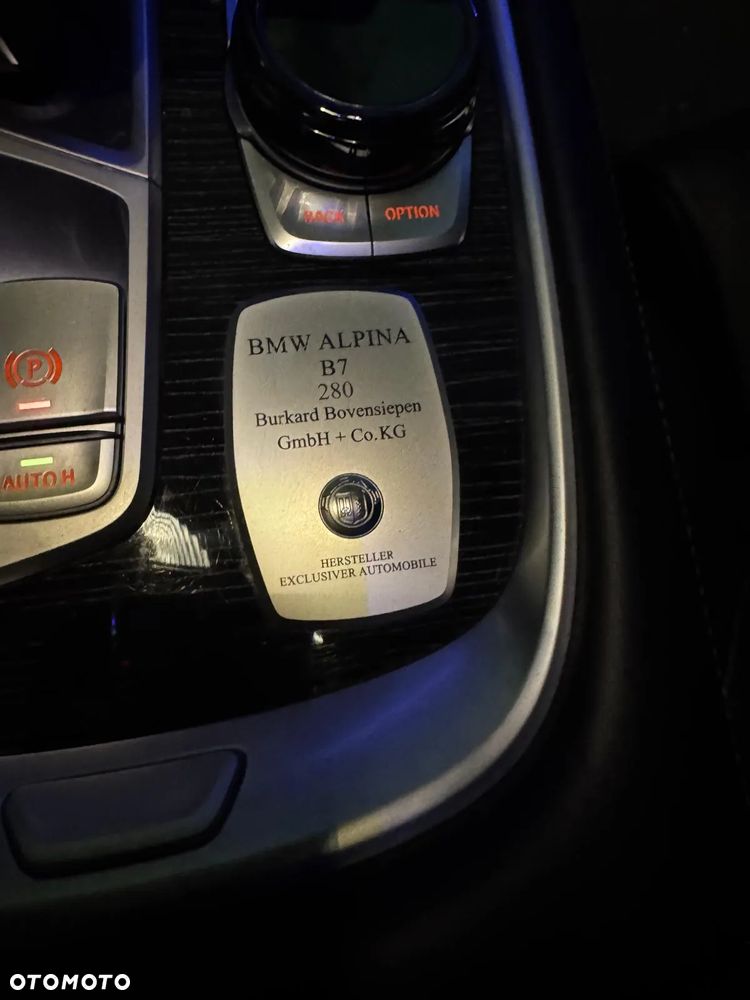 BACK
OPTION
BMW ALPINA
B7
280
Burkard Bovensiepen
GmbH + Co.KG
HERSTELLER
EXCLUSIVER AUTOMOBILE
P
AUTO H
OTOMOTO